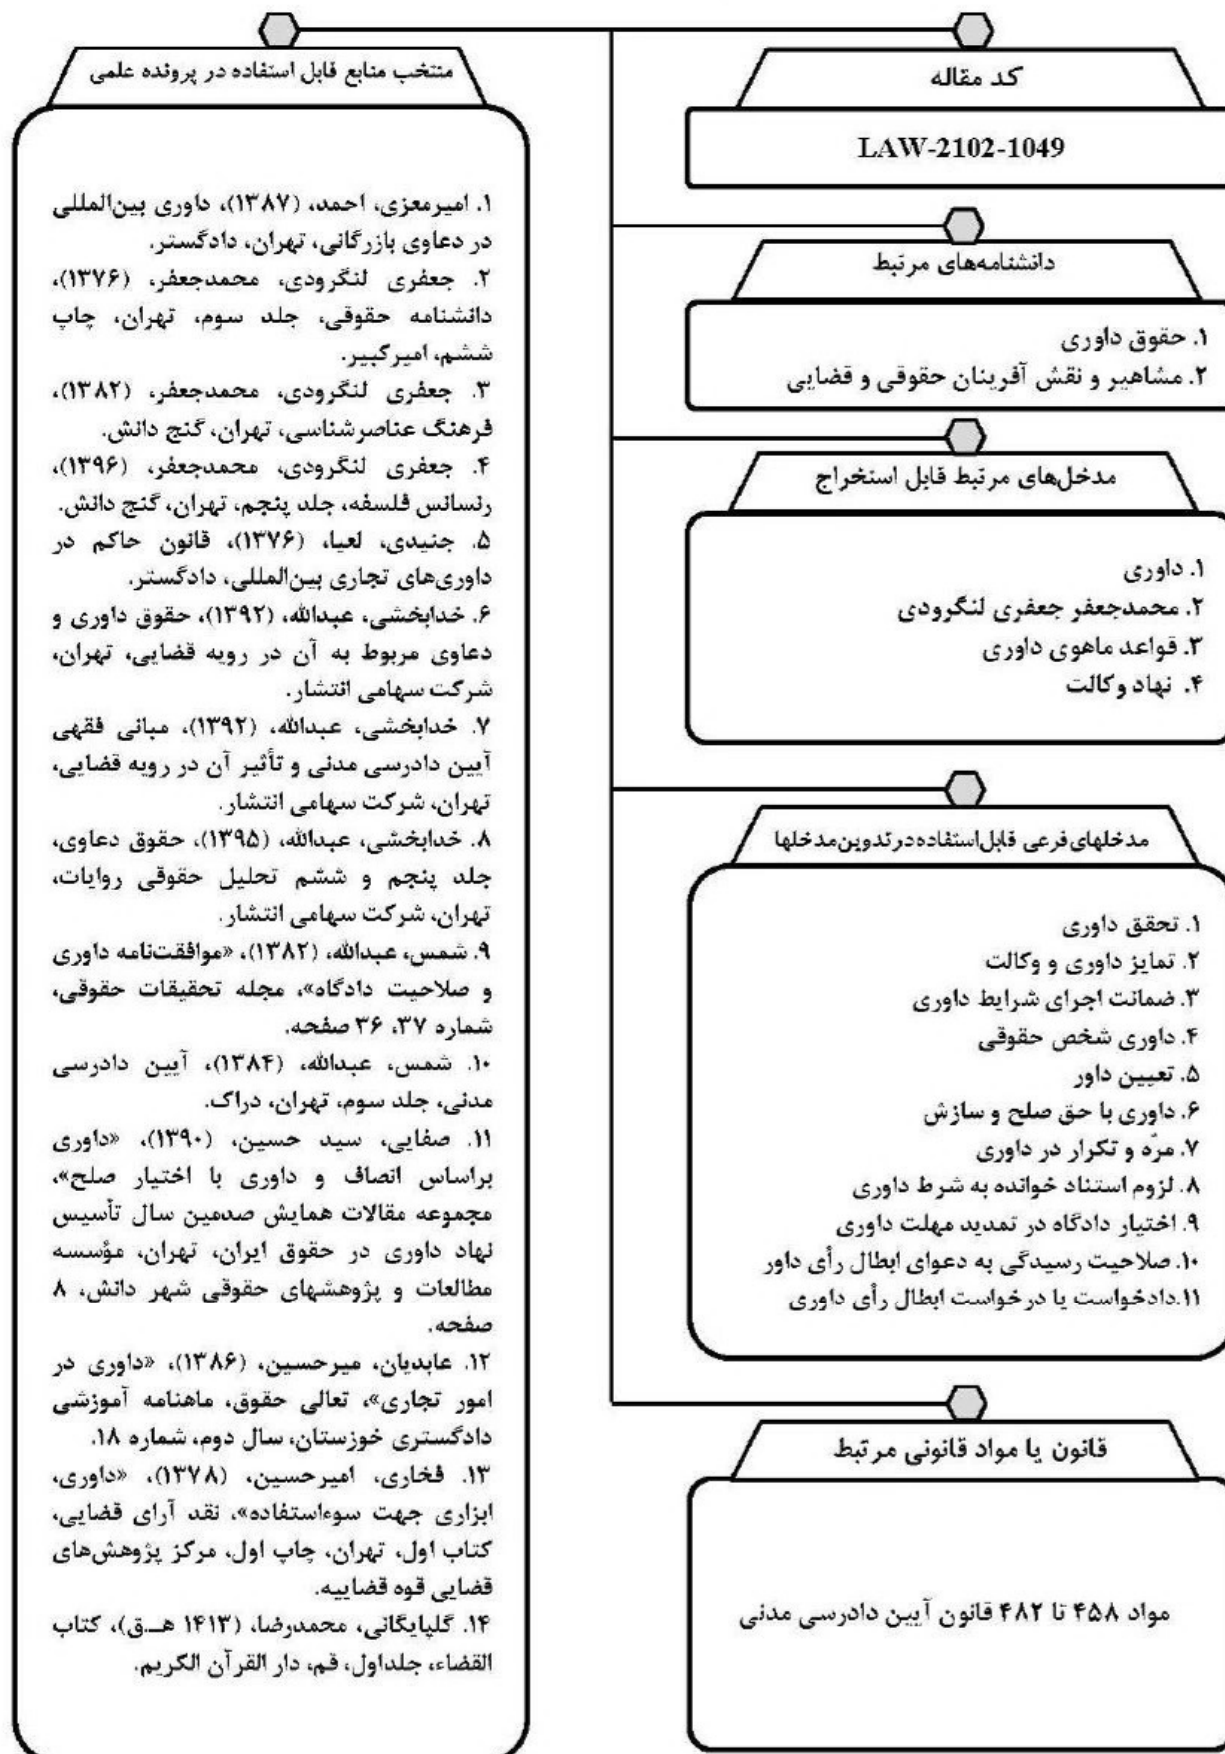 کد مقاله
LAW-2102-1049
دانشنامه‌های مرتبط
۱. حقوق داوری
۲. مشاهیر و نقش آفرینان حقوقی و قضایی
مدخل‌های مرتبط قابل استخراج
۱. داوری
۲. محمدجعفر جعفری لنگرودی
۳. قواعد ماهوی داوری
۴. نهاد وکالت
مدخلهای فرعی قابل‌استفاده‌در‌تدوین‌مدخلها
۱. تحقق داوری
۲. تمایز داوری و وکالت
۳. ضمانت اجرای شرایط داوری
۴. داوری شخص حقوقی
۵. تعیین داور
۶. داوری با حق صلح و سازش
۷. مرّه و تکرار در داوری
۸. لزوم استناد خوانده به شرط داوری
۹. اختیار دادگاه در تمدید مهلت داوری
۱۰. صلاحیت رسیدگی به دعوای ابطال رأی داور
۱۱.دادخواست یا درخواست ابطال رأی داوری
قانون یا مواد قانونی مرتبط
مواد ۴۵۸ تا ۴۸۲ قانون آیین دادرسی مدنی
منتخب منابع قابل استفاده در پرونده علمی
۱. امیرمعزی، احمد، (۱۳۸۷)، داوری بین‌المللی
در دعاوی بازرگانی، تهران، دادگستر.
۲. جعفری لنگرودی، محمدجعفر، (۱۳۷۶)،
دانشنامه حقوقی، جلد سوم، تهران، چاپ
ششم، امیرکبیر.
۳. جعفری لنگرودی، محمدجعفر، (۱۳۸۲)،
فرهنگ عناصرشناسی، تهران، گنج دانش.
۴. جعفری لنگرودی، محمدجعفر، (۱۳۹۶)،
رنسانس فلسفه، جلد پنجم، تهران، گنج دانش.
۵. جنیدی، لعیا، (۱۳۷۶)، قانون حاکم در
داوری‌های تجاری بین‌المللی، دادگستر.
۶. خدابخشی، عبدالله، (۱۳۹۲)، حقوق داوری و
دعاوی مربوط به آن در رویه قضایی، تهران،
شرکت سهامی انتشار.
۷. خدابخشی، عبدالله، (۱۳۹۲)، مبانی فقهی
آیین دادرسی مدنی و تأثیر آن در رویه قضایی،
تهران، شرکت سهامی انتشار.
۸. خدابخشی، عبدالله، (۱۳۹۵)، حقوق دعاوی،
جلد پنجم و ششم تحلیل حقوقی روایات،
تهران، شرکت سهامی انتشار.
۹. شمس، عبدالله، (۱۳۸۲)، «موافقت‌نامه داوری
و صلاحیت دادگاه»، مجله تحقیقات حقوقی،
شماره ۳۷، ۳۶ صفحه.
۱۰. شمس، عبدالله، (۱۳۸۴)، آیین دادرسی
مدنی، جلد سوم، تهران، دراک.
۱۱. صفایی، سید حسین، (۱۳۹۰)، «داوری
براساس انصاف و داوری با اختیار صلح»،
مجموعه مقالات همایش صدمین سال تأسیس
نهاد داوری در حقوق ایران، تهران، مؤسسه
مطالعات و پژوهشهای حقوقی شهر دانش، ۸
صفحه.
۱۲. عابدیان، میرحسین، (۱۳۸۶)، «داوری در
امور تجاری»، تعالی حقوق، ماهنامه آموزشی
دادگستری خوزستان، سال دوم، شماره ۱۸.
۱۳. فخاری، امیرحسین، (۱۳۷۸)، «داوری،
ابزاری جهت سوءاستفاده»، نقد آرای قضایی،
کتاب اول، تهران، چاپ اول، مرکز پژوهش‌های
قضایی قوه قضاییه.
۱۴. گلپایگانی، محمدرضا، (۱۴۱۳ هـ.ق)، کتاب
القضاء، جلداول، قم، دار القرآن الکریم.